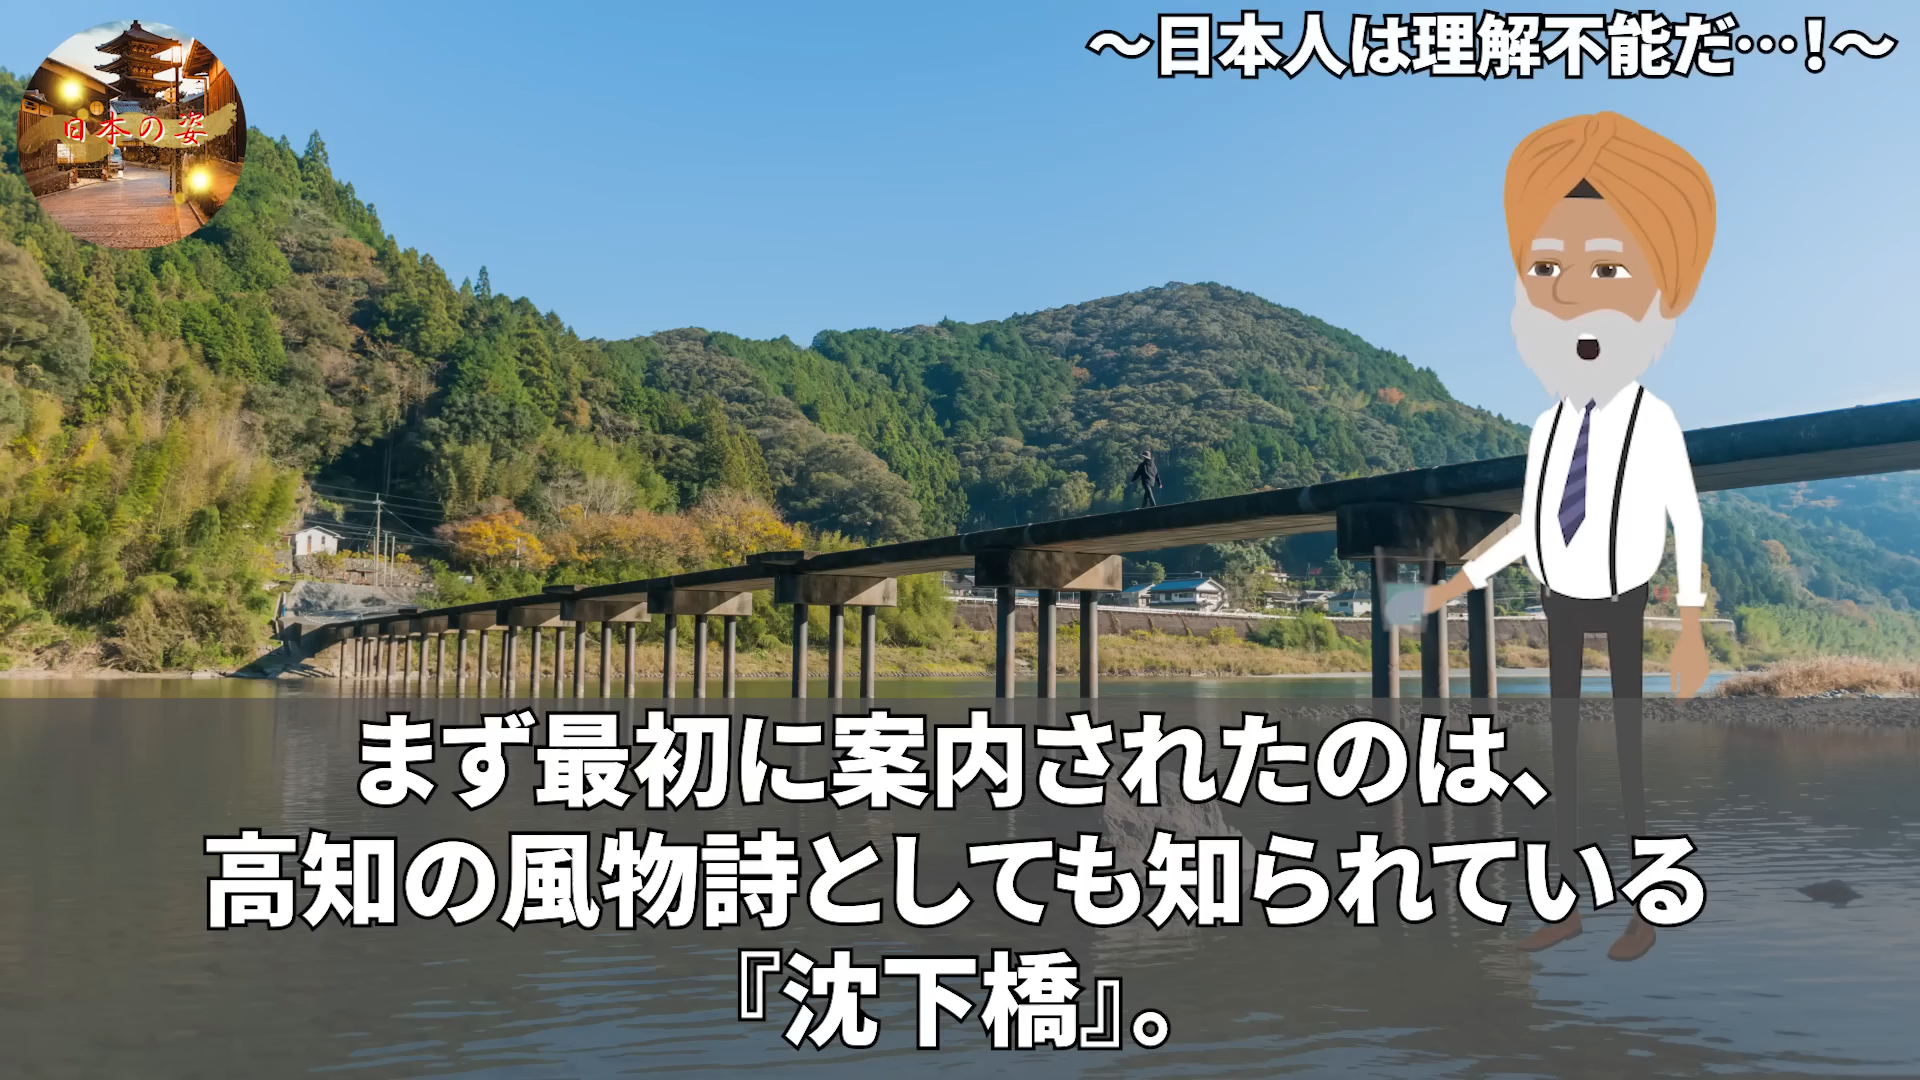 〜日本人は理解不能だ…！〜
日本の姿
まず最初に案内されたのは、
高知の風物詩としても知られている
『沈下橋』。